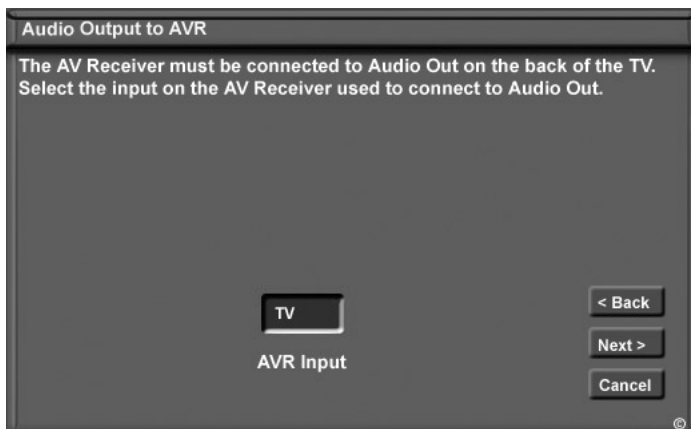 Audio Output to AVR
The AV Receiver must be connected to Audio Out on the back of the TV.
Select the input on the AV Receiver used to connect to Audio Out.
TV
AVR Input
< Back
Next >
Cancel
©